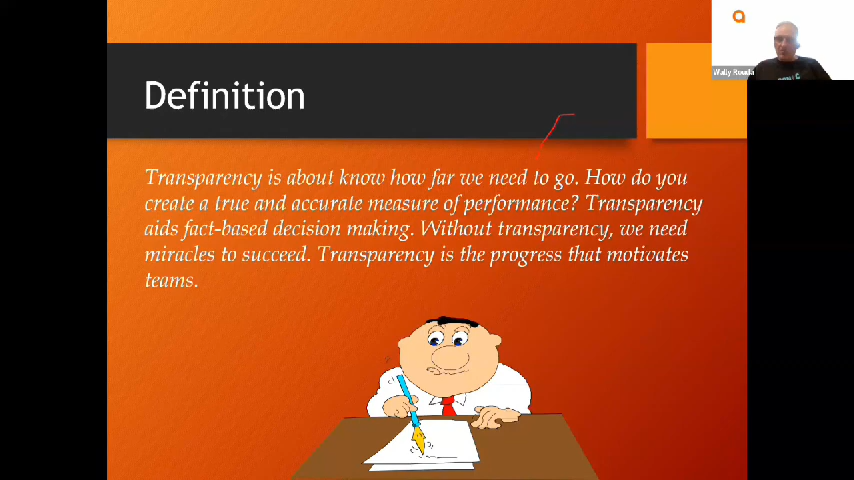 Definition
Transparency is about know how far we need to go. How do you
create a true and accurate measure of performance? Transparency
aids fact-based decision making. Without transparency, we need
miracles to succeed. Transparency is the progress that motivates
teams.